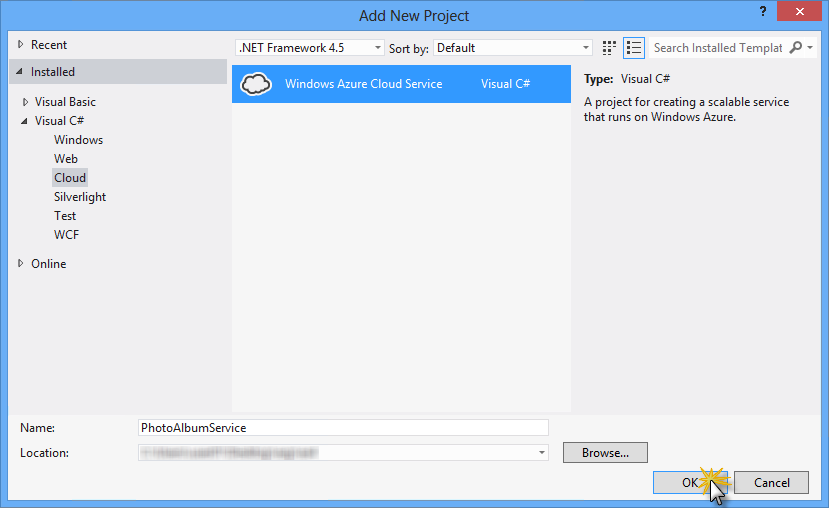 Add New Project
?
Recent
.NET Framework 4.5 Sort by: Default Search Installed Templat
Installed
Windows Azure Cloud Service Visual C#
Type: Visual C#
A project for creating a scalable service
that runs on Windows Azure.
Visual Basic
Visual C#
Windows
Web
Cloud
Silverlight
Test
WCF
Online
Name: PhotoAlbumService
Location:
Browse...
OK
Cancel